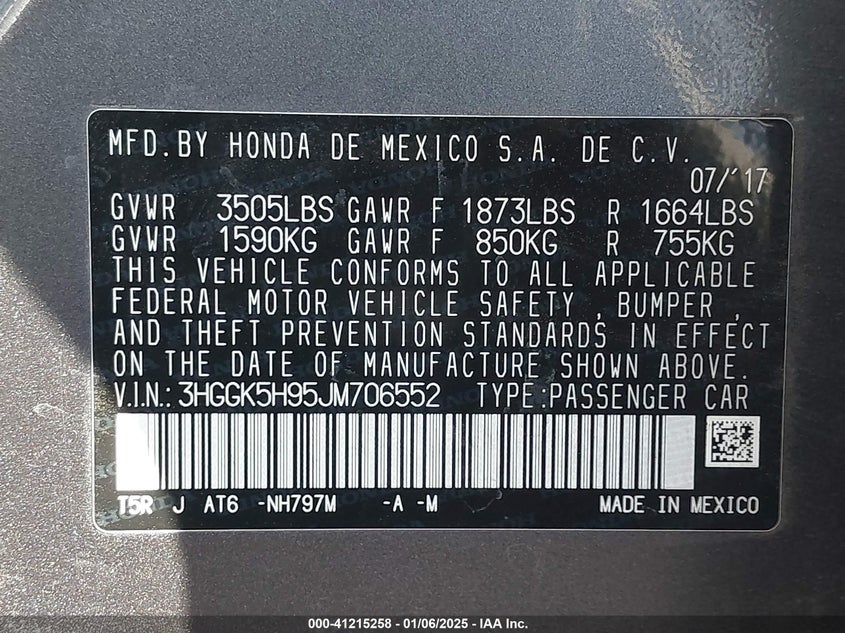 MFD. BY HONDA DE MEXICO S.A. DE C.V.
07/'17
GVWR 3505LBS GAWR F 1873LBS R 1664LBS
GVWR 1590KG GAWR F 850KG R 755KG
THIS VEHICLE CONFORMS TO ALL APPLICABLE
FEDERAL MOTOR VEHICLE SAFETY , BUMPER ,
AND THEFT PREVENTION STANDARDS IN EFFECT
ON THE DATE OF MANUFACTURE SHOWN ABOVE.
V.I.N.: 3HGGK5H95JM706552 TYPE:PASSENGER CAR
T5R J AT6 -NH797M -A -M MADE IN MEXICO
000-41215258 - 01/06/2025 - IAA Inc.